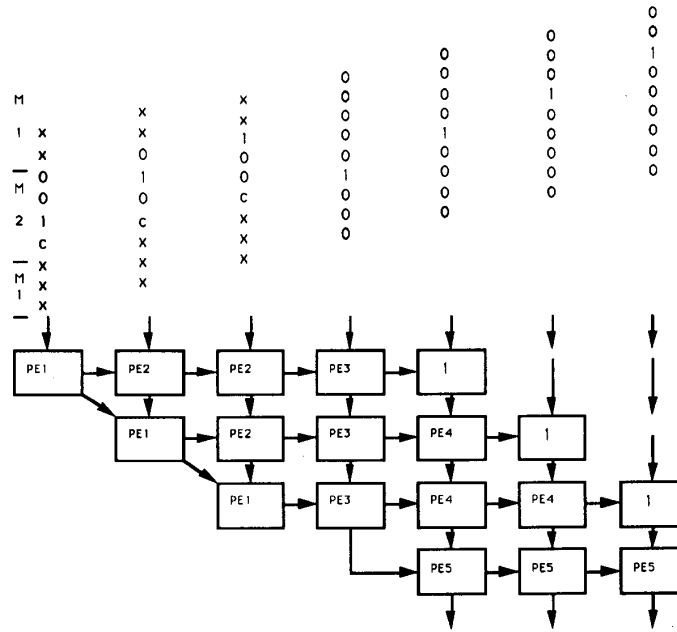 M 1 M 2 M 1
x x 0 0 1 c x x x
x x 0 1 0 c x x x
x x 1 0 0 c x x x
0 0 0 0 0 1 0 0 0
0 0 0 0 1 0 0 0 0
0 0 0 1 0 0 0 0 0
0 0 1 0 0 0 0 0 0
PE1 PE2 PE2 PE3 1
PE1 PE2 PE3 PE4 1
PE1 PE3 PE4 PE4 1
PE5 PE5 PE5